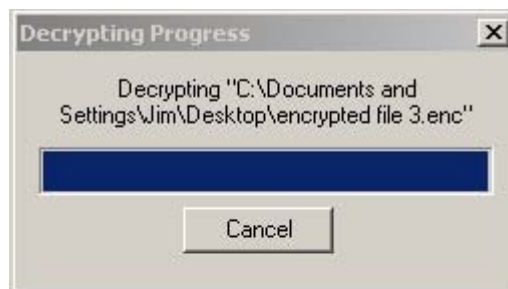 Decrypting Progress
Decrypting "C:\Documents and
Settings\Jim\Desktop\encrypted file 3.enc"
Cancel